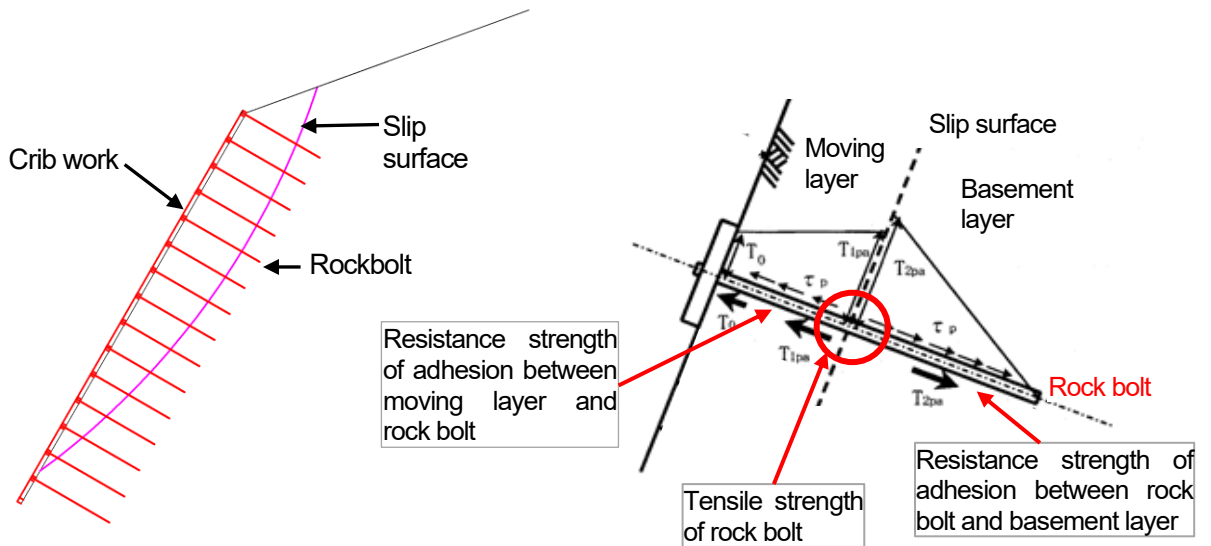 Crib work
Slip
surface
Rockbolt
Slip surface
Moving
layer
Basement
layer
T0
T1pa
T2pa
τ p
τ p
T0
T1pa
T2pa
Rock bolt
Resistance strength
of adhesion between
moving layer and
rock bolt
Tensile strength
of rock bolt
Resistance strength of
adhesion between rock
bolt and basement layer